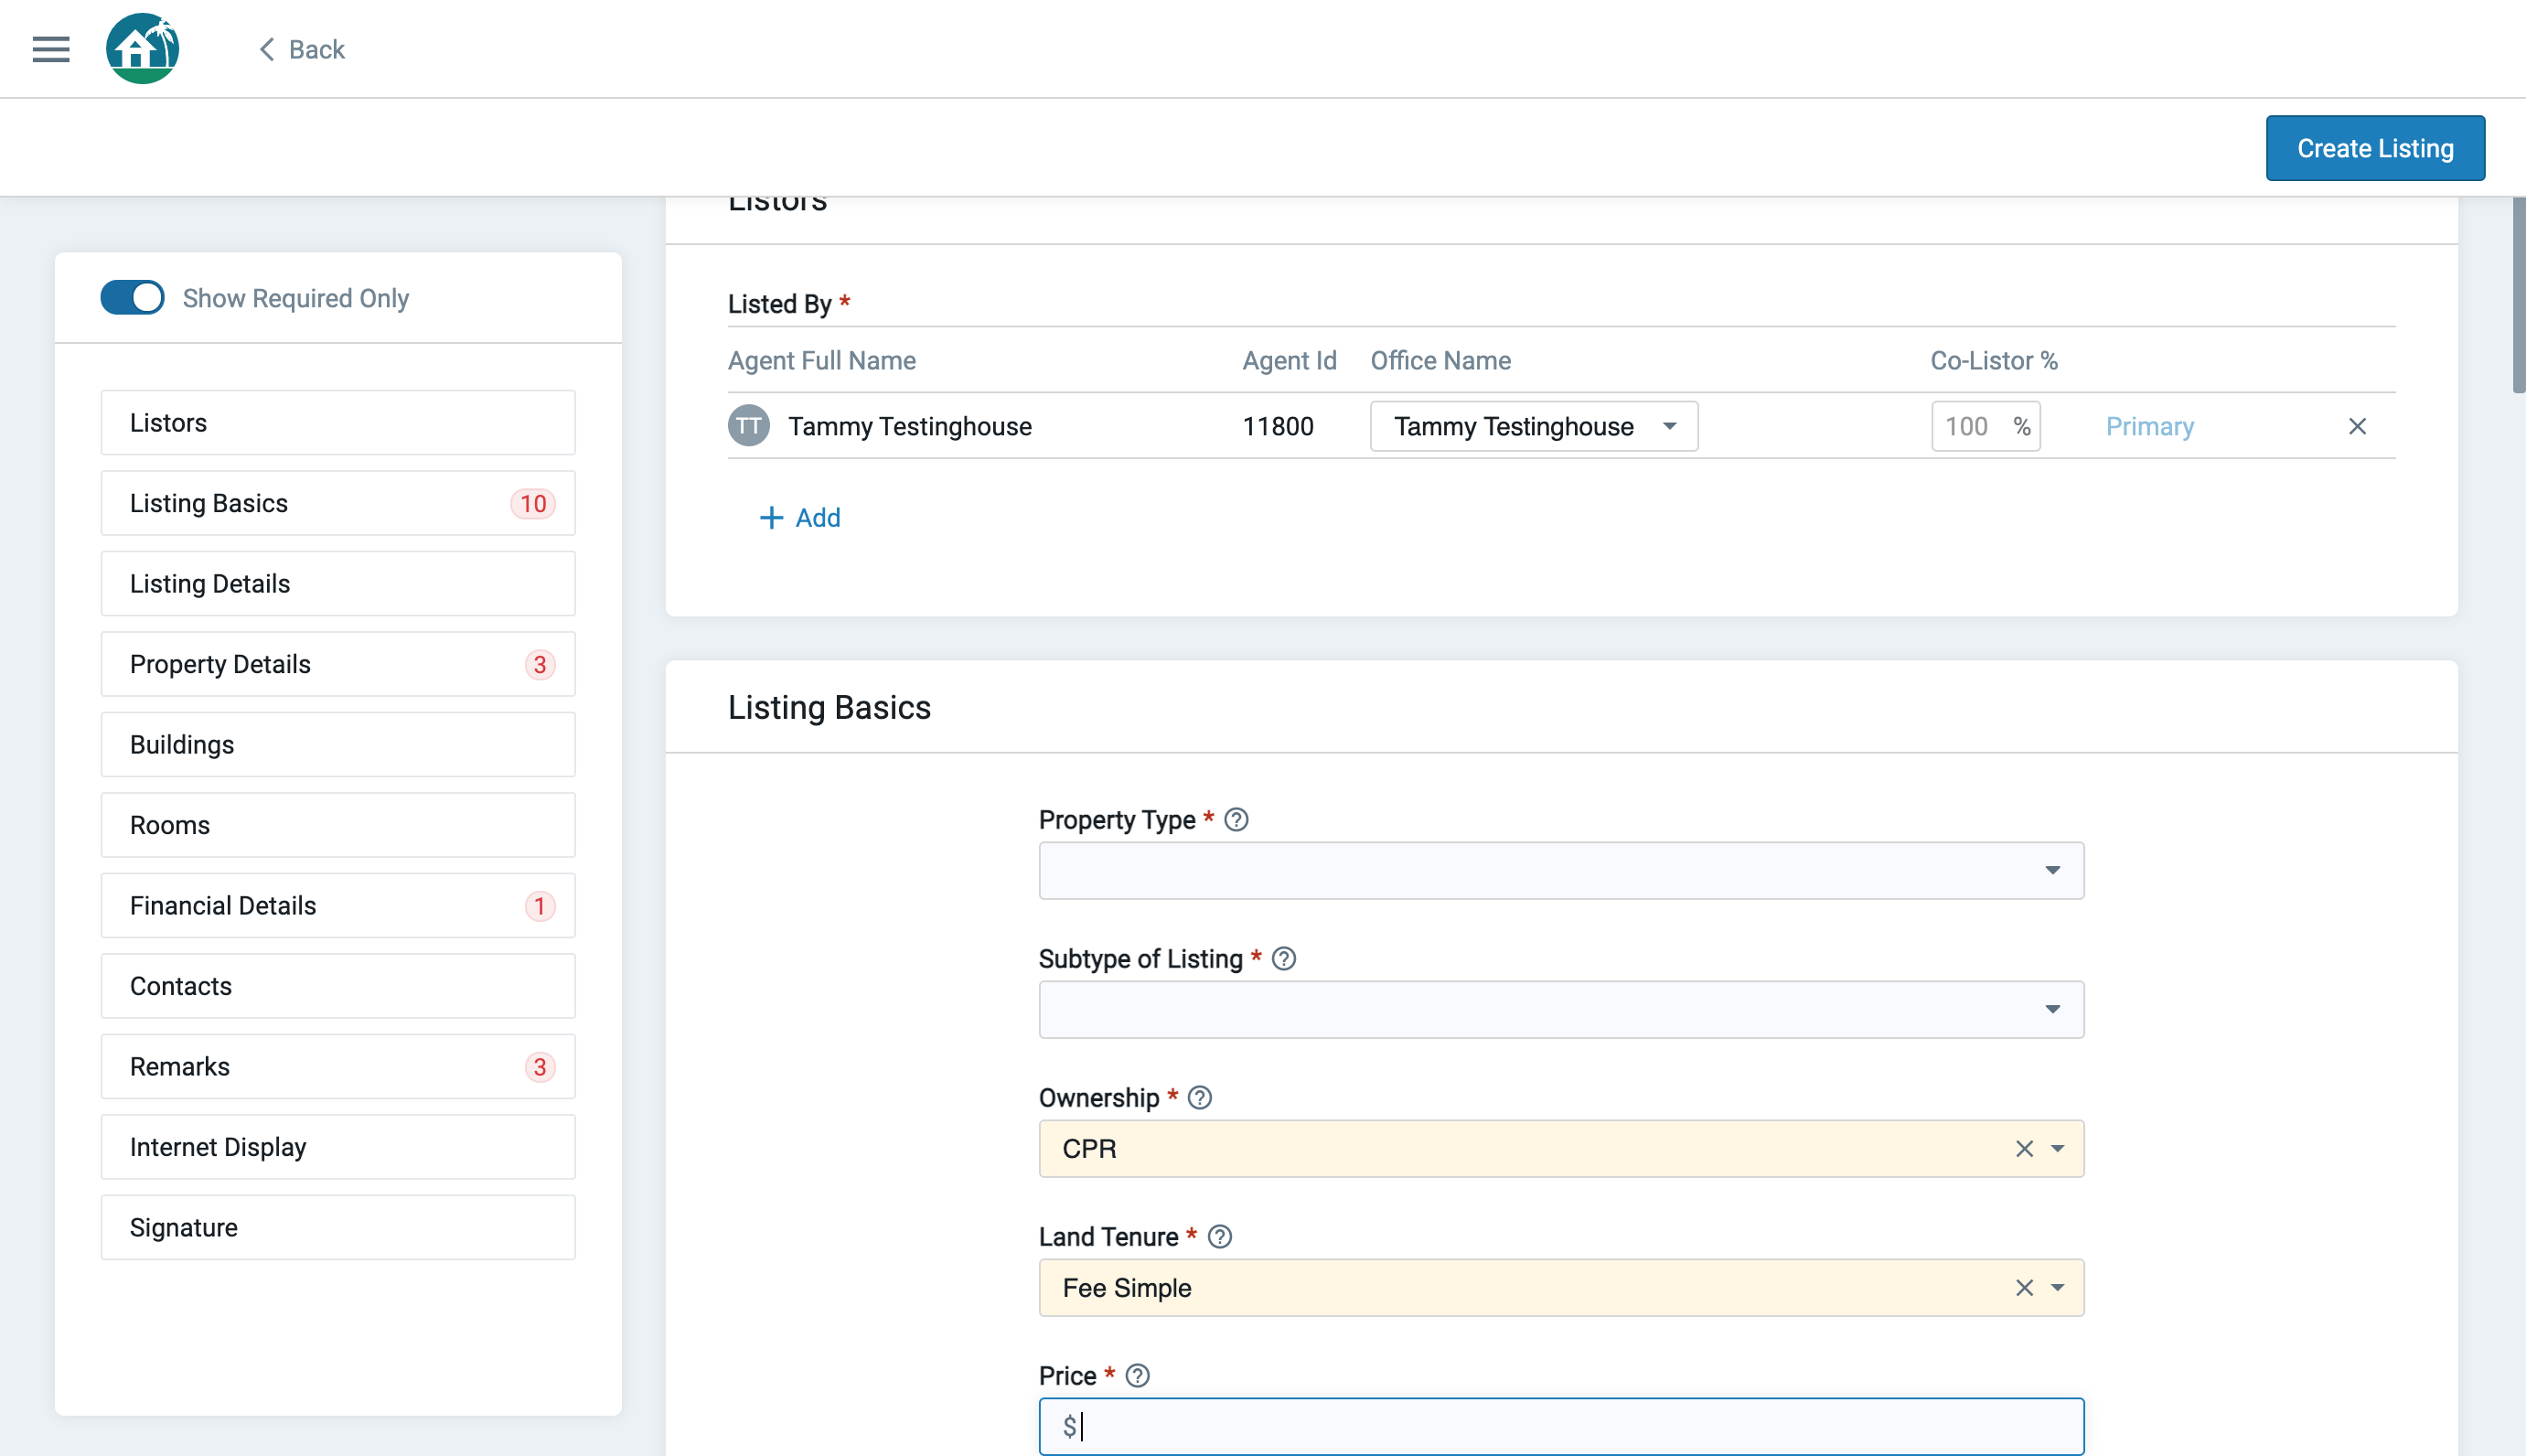 Back
Create Listing
Listors
Show Required Only
Listors
Listing Basics 10
Listing Details
Property Details 3
Buildings
Rooms
Financial Details 1
Contacts
Remarks 3
Internet Display
Signature
Listed By *
Agent Full Name Agent Id Office Name Co-Listor %
TT Tammy Testinghouse 11800 Tammy Testinghouse 100 % Primary
+ Add
Listing Basics
Property Type * ?
Subtype of Listing * ?
Ownership * ?
CPR
Land Tenure * ?
Fee Simple
Price * ?
$